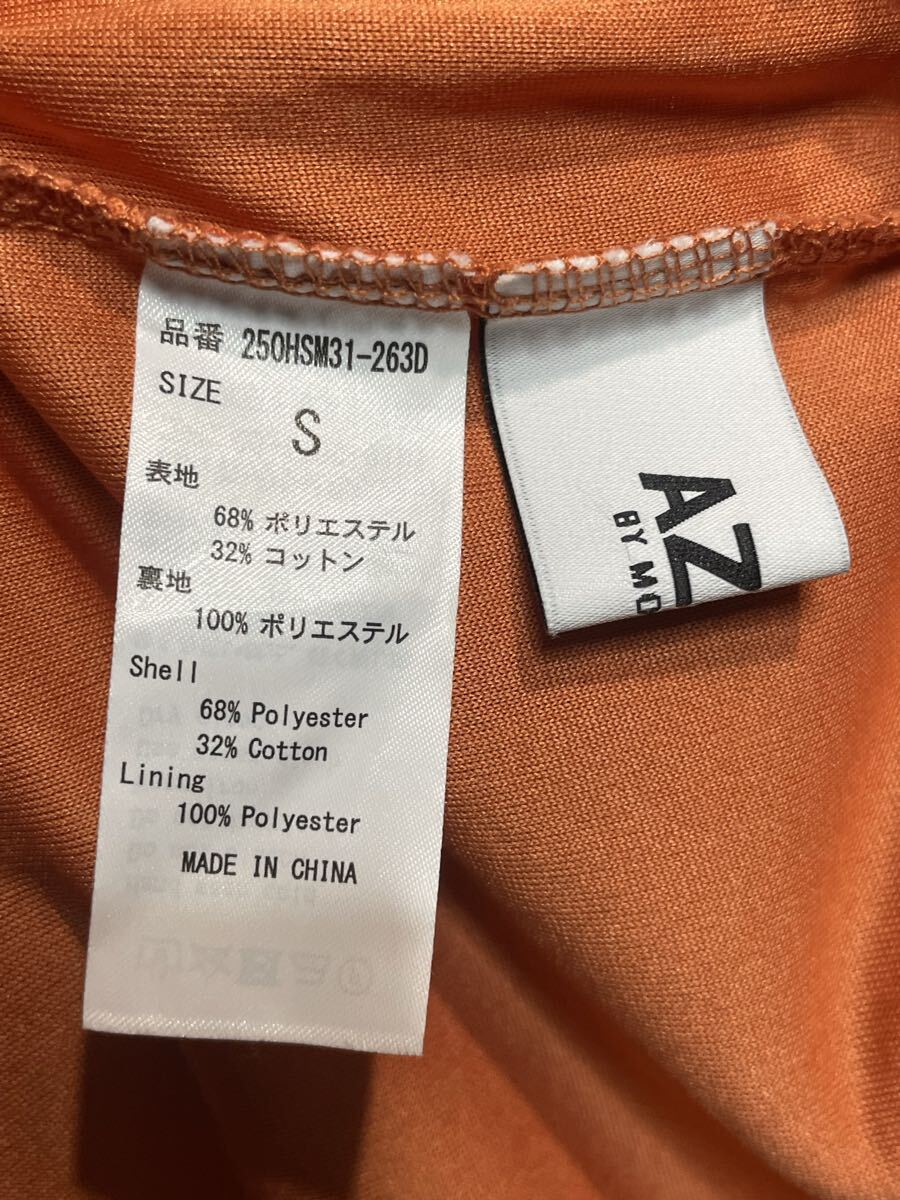 品番 250HSM31-263D
SIZE
S
表地
68% ポリエステル
32% コットン
裏地
100% ポリエステル
Shell
68% Polyester
32% Cotton
Lining
100% Polyester
MADE IN CHINA
AZ
BY MO